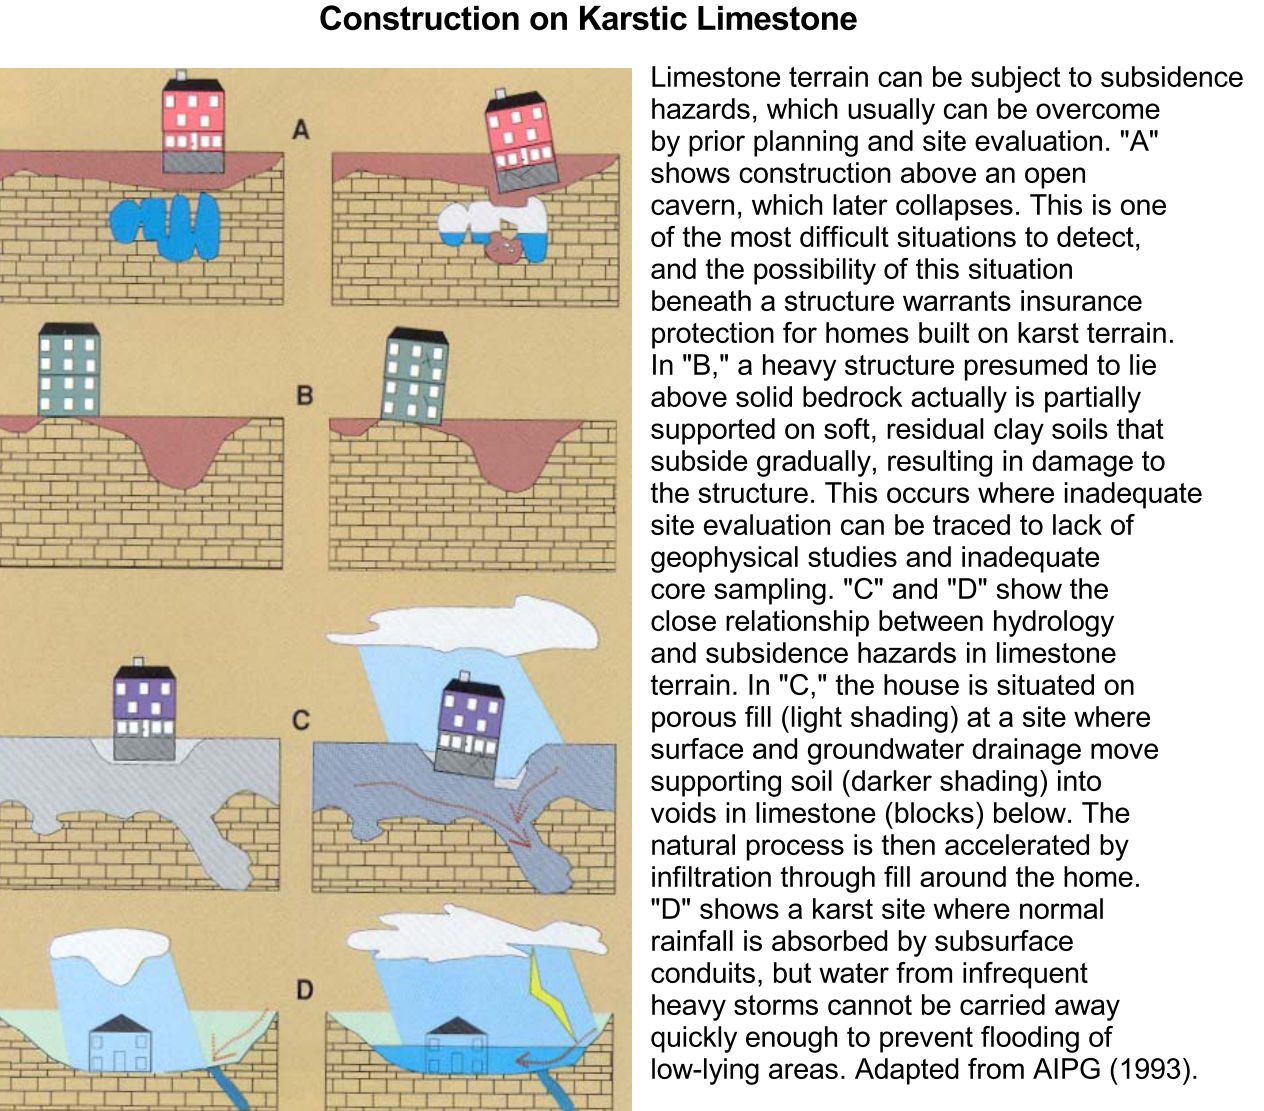 Construction on Karstic Limestone
A
B
C
D
Limestone terrain can be subject to subsidence
hazards, which usually can be overcome
by prior planning and site evaluation. "A"
shows construction above an open
cavern, which later collapses. This is one
of the most difficult situations to detect,
and the possibility of this situation
beneath a structure warrants insurance
protection for homes built on karst terrain.
In "B," a heavy structure presumed to lie
above solid bedrock actually is partially
supported on soft, residual clay soils that
subside gradually, resulting in damage to
the structure. This occurs where inadequate
site evaluation can be traced to lack of
geophysical studies and inadequate
core sampling. "C" and "D" show the
close relationship between hydrology
and subsidence hazards in limestone
terrain. In "C," the house is situated on
porous fill (light shading) at a site where
surface and groundwater drainage move
supporting soil (darker shading) into
voids in limestone (blocks) below. The
natural process is then accelerated by
infiltration through fill around the home.
"D" shows a karst site where normal
rainfall is absorbed by subsurface
conduits, but water from infrequent
heavy storms cannot be carried away
quickly enough to prevent flooding of
low-lying areas. Adapted from AIPG (1993).